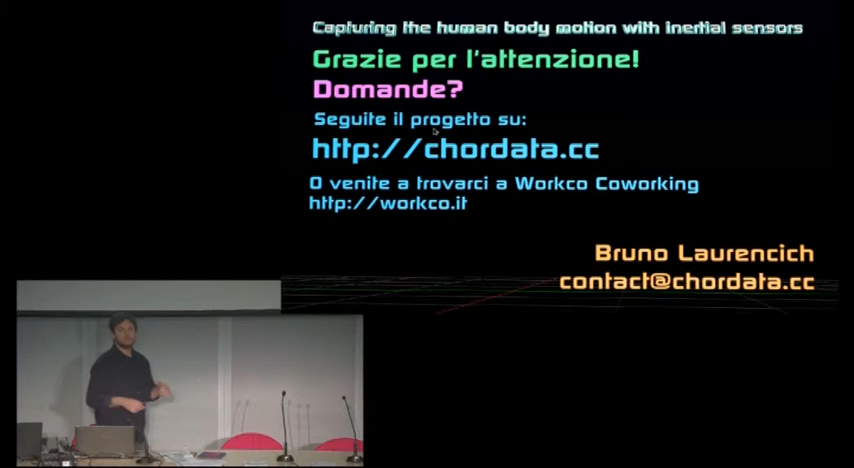 Capturing the human body motion with inertial sensors
Grazie per l'attenzione!
Domande?
Seguite il progetto su:
http://chordata.cc
O venite a trovarci a Workco Coworking
http://workco.it
Bruno Laurencich
contact@chordata.cc